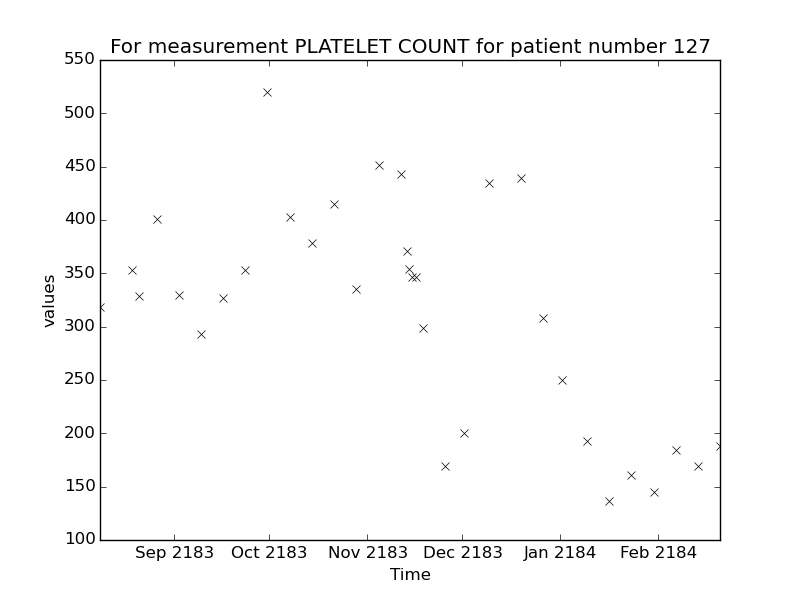 For measurement PLATELET COUNT for patient number 127
550
500
450
400
350
300
250
200
150
100
values
Sep 2183 Oct 2183 Nov 2183 Dec 2183 Jan 2184 Feb 2184
Time